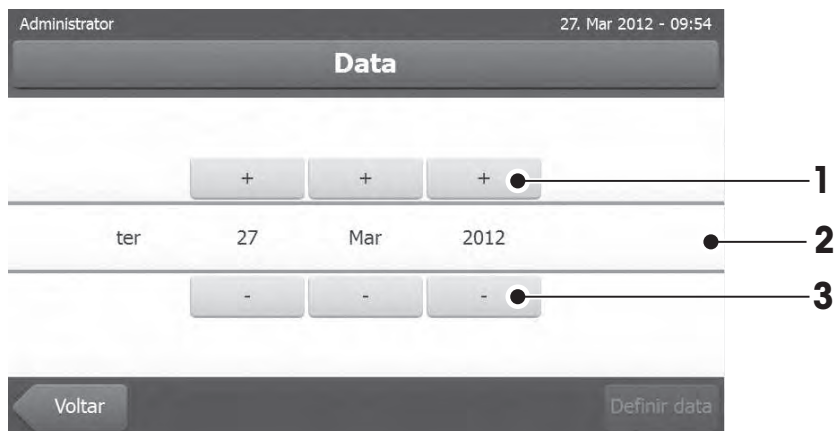 Administrator 27. Mar 2012 - 09:54
Data
+ + + 1
ter 27 Mar 2012 2
- - - 3
Voltar Definir data